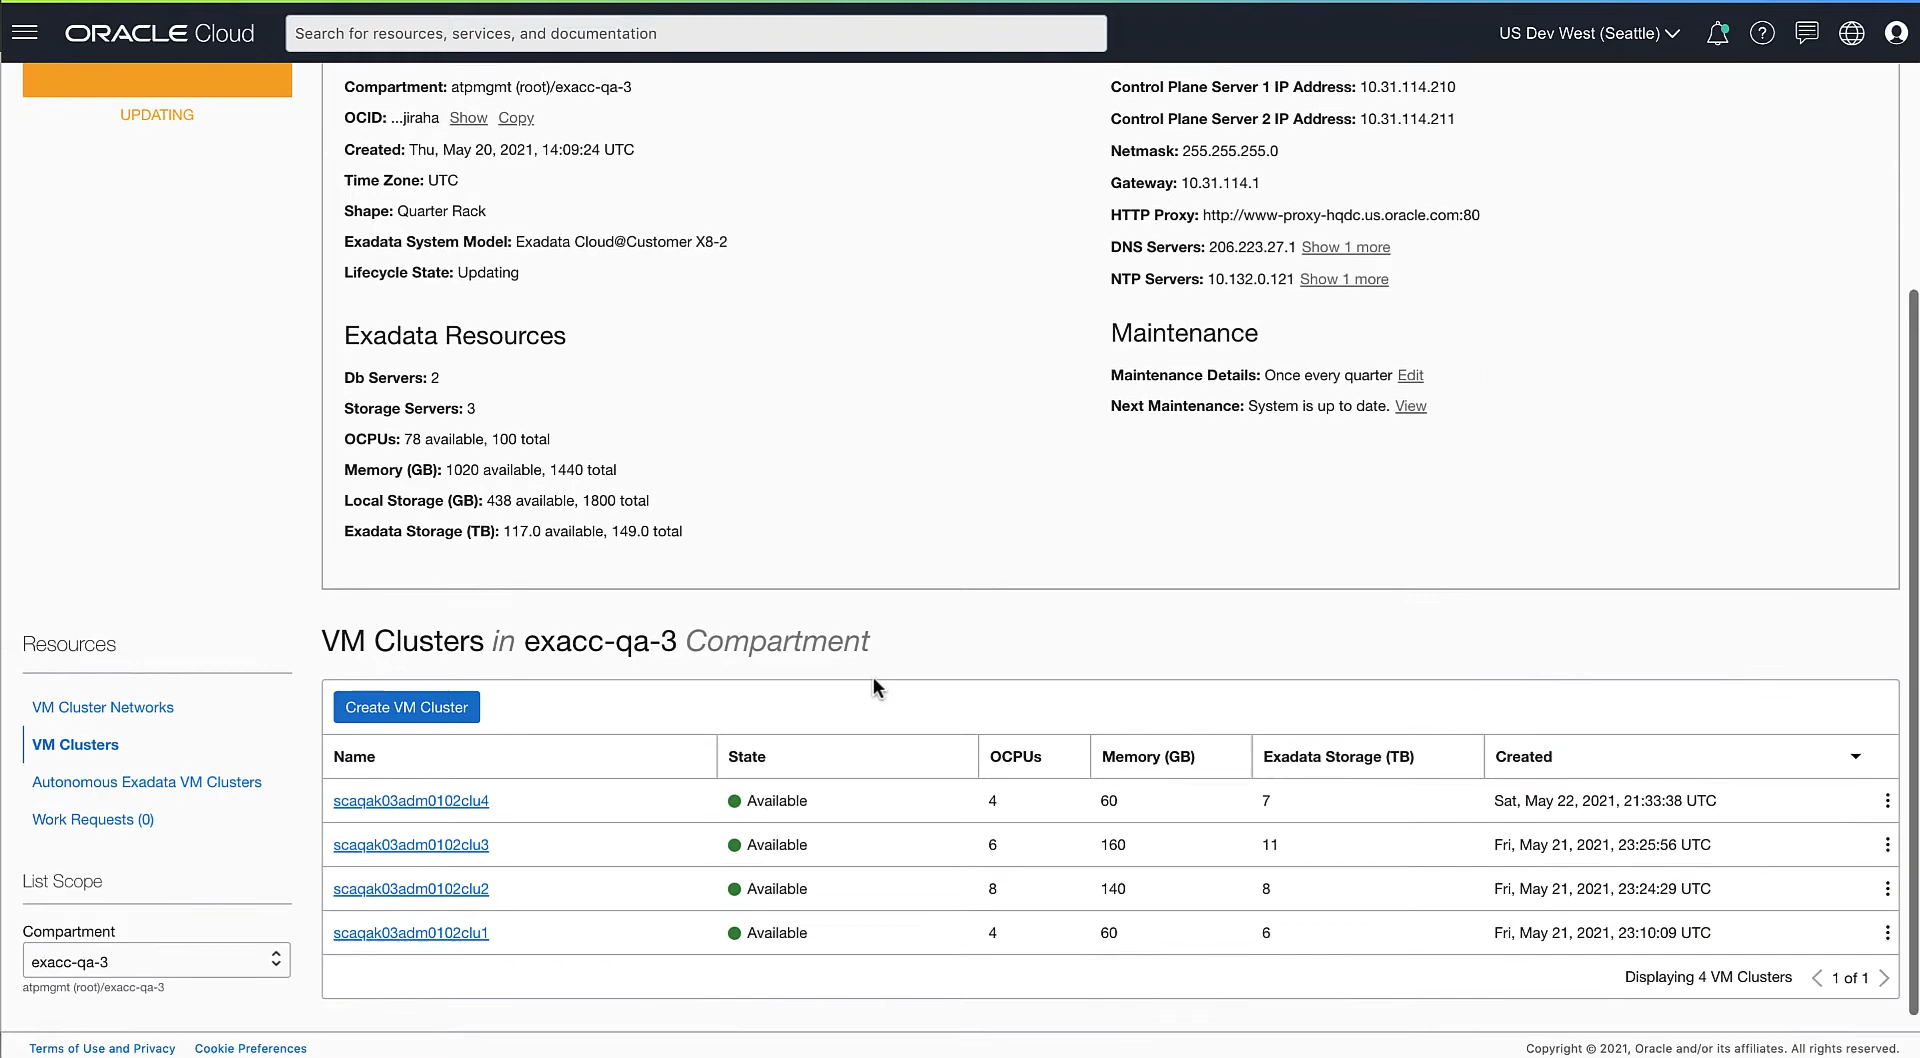 ORACLE Cloud
Search for resources, services, and documentation
US Dev West (Seattle)
UPDATING
Compartment: atpmgmt (root)/exacc-qa-3
OCID: ...jiraha Show Copy
Created: Thu, May 20, 2021, 14:09:24 UTC
Time Zone: UTC
Shape: Quarter Rack
Exadata System Model: Exadata Cloud@Customer X8-2
Lifecycle State: Updating
Exadata Resources
Db Servers: 2
Storage Servers: 3
OCPUs: 78 available, 100 total
Memory (GB): 1020 available, 1440 total
Local Storage (GB): 438 available, 1800 total
Exadata Storage (TB): 117.0 available, 149.0 total
Control Plane Server 1 IP Address: 10.31.114.210
Control Plane Server 2 IP Address: 10.31.114.211
Netmask: 255.255.255.0
Gateway: 10.31.114.1
HTTP Proxy: http://www-proxy-hqdc.us.oracle.com:80
DNS Servers: 206.223.27.1 Show 1 more
NTP Servers: 10.132.0.121 Show 1 more
Maintenance
Maintenance Details: Once every quarter Edit
Next Maintenance: System is up to date. View
Resources
VM Cluster Networks
VM Clusters
Autonomous Exadata VM Clusters
Work Requests (0)
List Scope
Compartment
exacc-qa-3
atpmgmt (root)/exacc-qa-3
VM Clusters in exacc-qa-3 Compartment
Create VM Cluster
Name State OCPUs Memory (GB) Exadata Storage (TB) Created
scaqak03adm0102clu4 Available 4 60 7 Sat, May 22, 2021, 21:33:38 UTC
scaqak03adm0102clu3 Available 6 160 11 Fri, May 21, 2021, 23:25:56 UTC
scaqak03adm0102clu2 Available 8 140 8 Fri, May 21, 2021, 23:24:29 UTC
scaqak03adm0102clu1 Available 4 60 6 Fri, May 21, 2021, 23:10:09 UTC
Displaying 4 VM Clusters 1 of 1
Terms of Use and Privacy Cookie Preferences
Copyright © 2021, Oracle and/or its affiliates. All rights reserved.